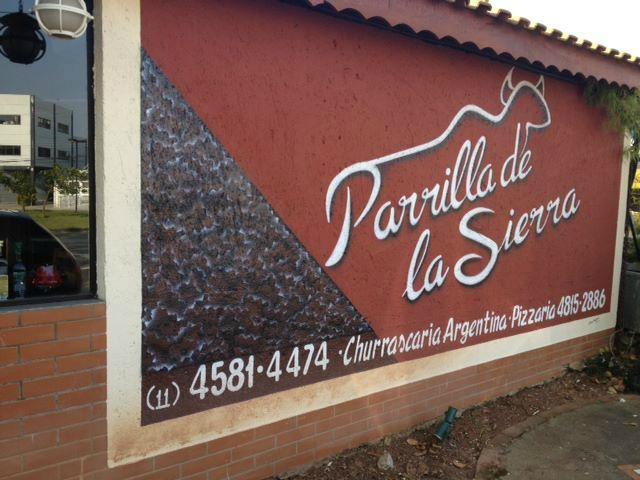 Parrilla de
la Sierra
(11) 4581·4474 · Churrascaria Argentina · Pizzaria 4815-2886